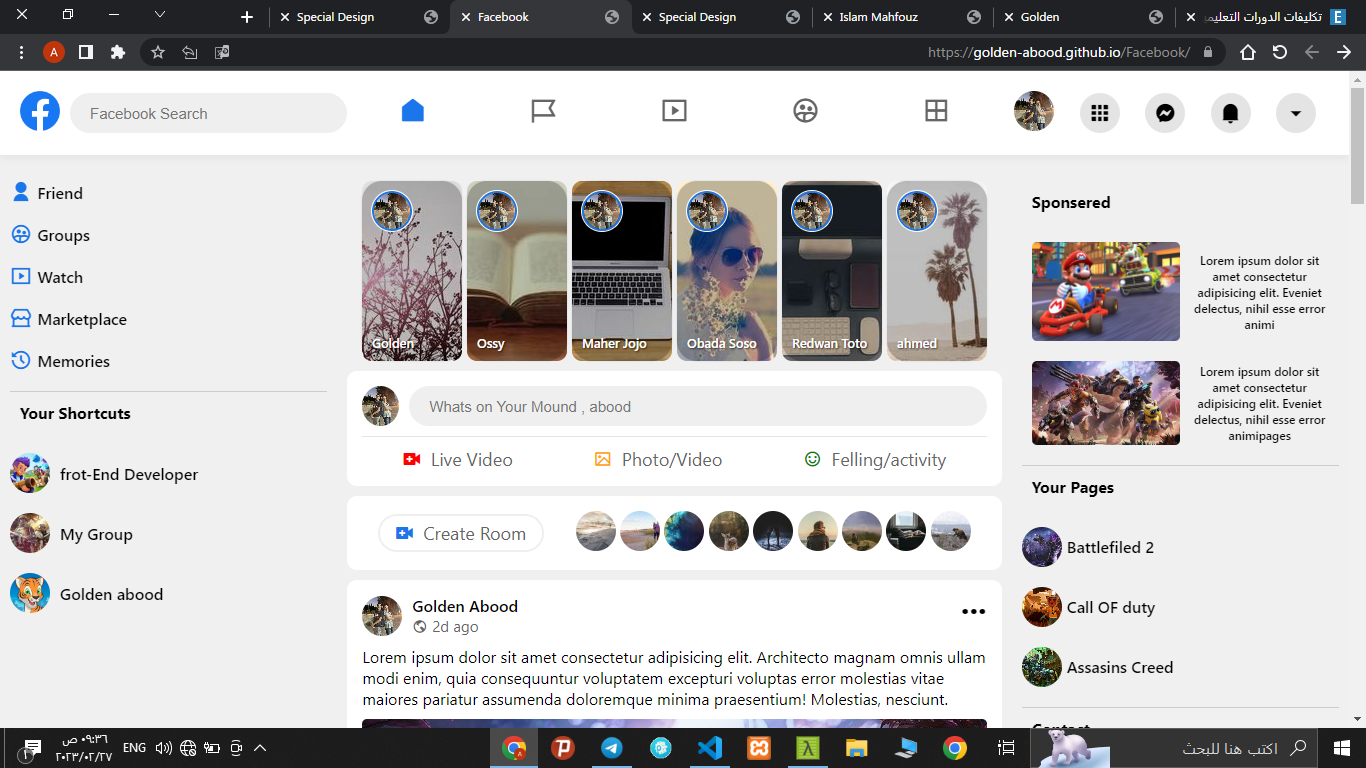 Special Design
Facebook
Special Design
Islam Mahfouz
Golden
تكليفات الدورات التعليمي
E
A
https://golden-abood.github.io/Facebook/
Facebook Search
Friend
Groups
Watch
Marketplace
Memories
Your Shortcuts
frot-End Developer
My Group
Golden abood
Golden
Ossy
Maher Jojo
Obada Soso
Redwan Toto
ahmed
Whats on Your Mound , abood
Live Video
Photo/Video
Felling/activity
Create Room
Golden Abood
2d ago
Lorem ipsum dolor sit amet consectetur adipisicing elit. Architecto magnam omnis ullam
modi enim, quia consequuntur voluptatem excepturi voluptas error molestias vitae
maiores pariatur assumenda doloremque minima praesentium! Molestias, nesciunt.
Sponsered
Lorem ipsum dolor sit
amet consectetur
adipisicing elit. Eveniet
delectus, nihil esse error
animi
Lorem ipsum dolor sit
amet consectetur
adipisicing elit. Eveniet
delectus, nihil esse error
animipages
Your Pages
Battlefiled 2
Call OF duty
Assasins Creed
Contact
١
٠٩:٣٦ ص
٢٠٢٣/٠٢/٢٧
ENG
اكتب هنا للبحث